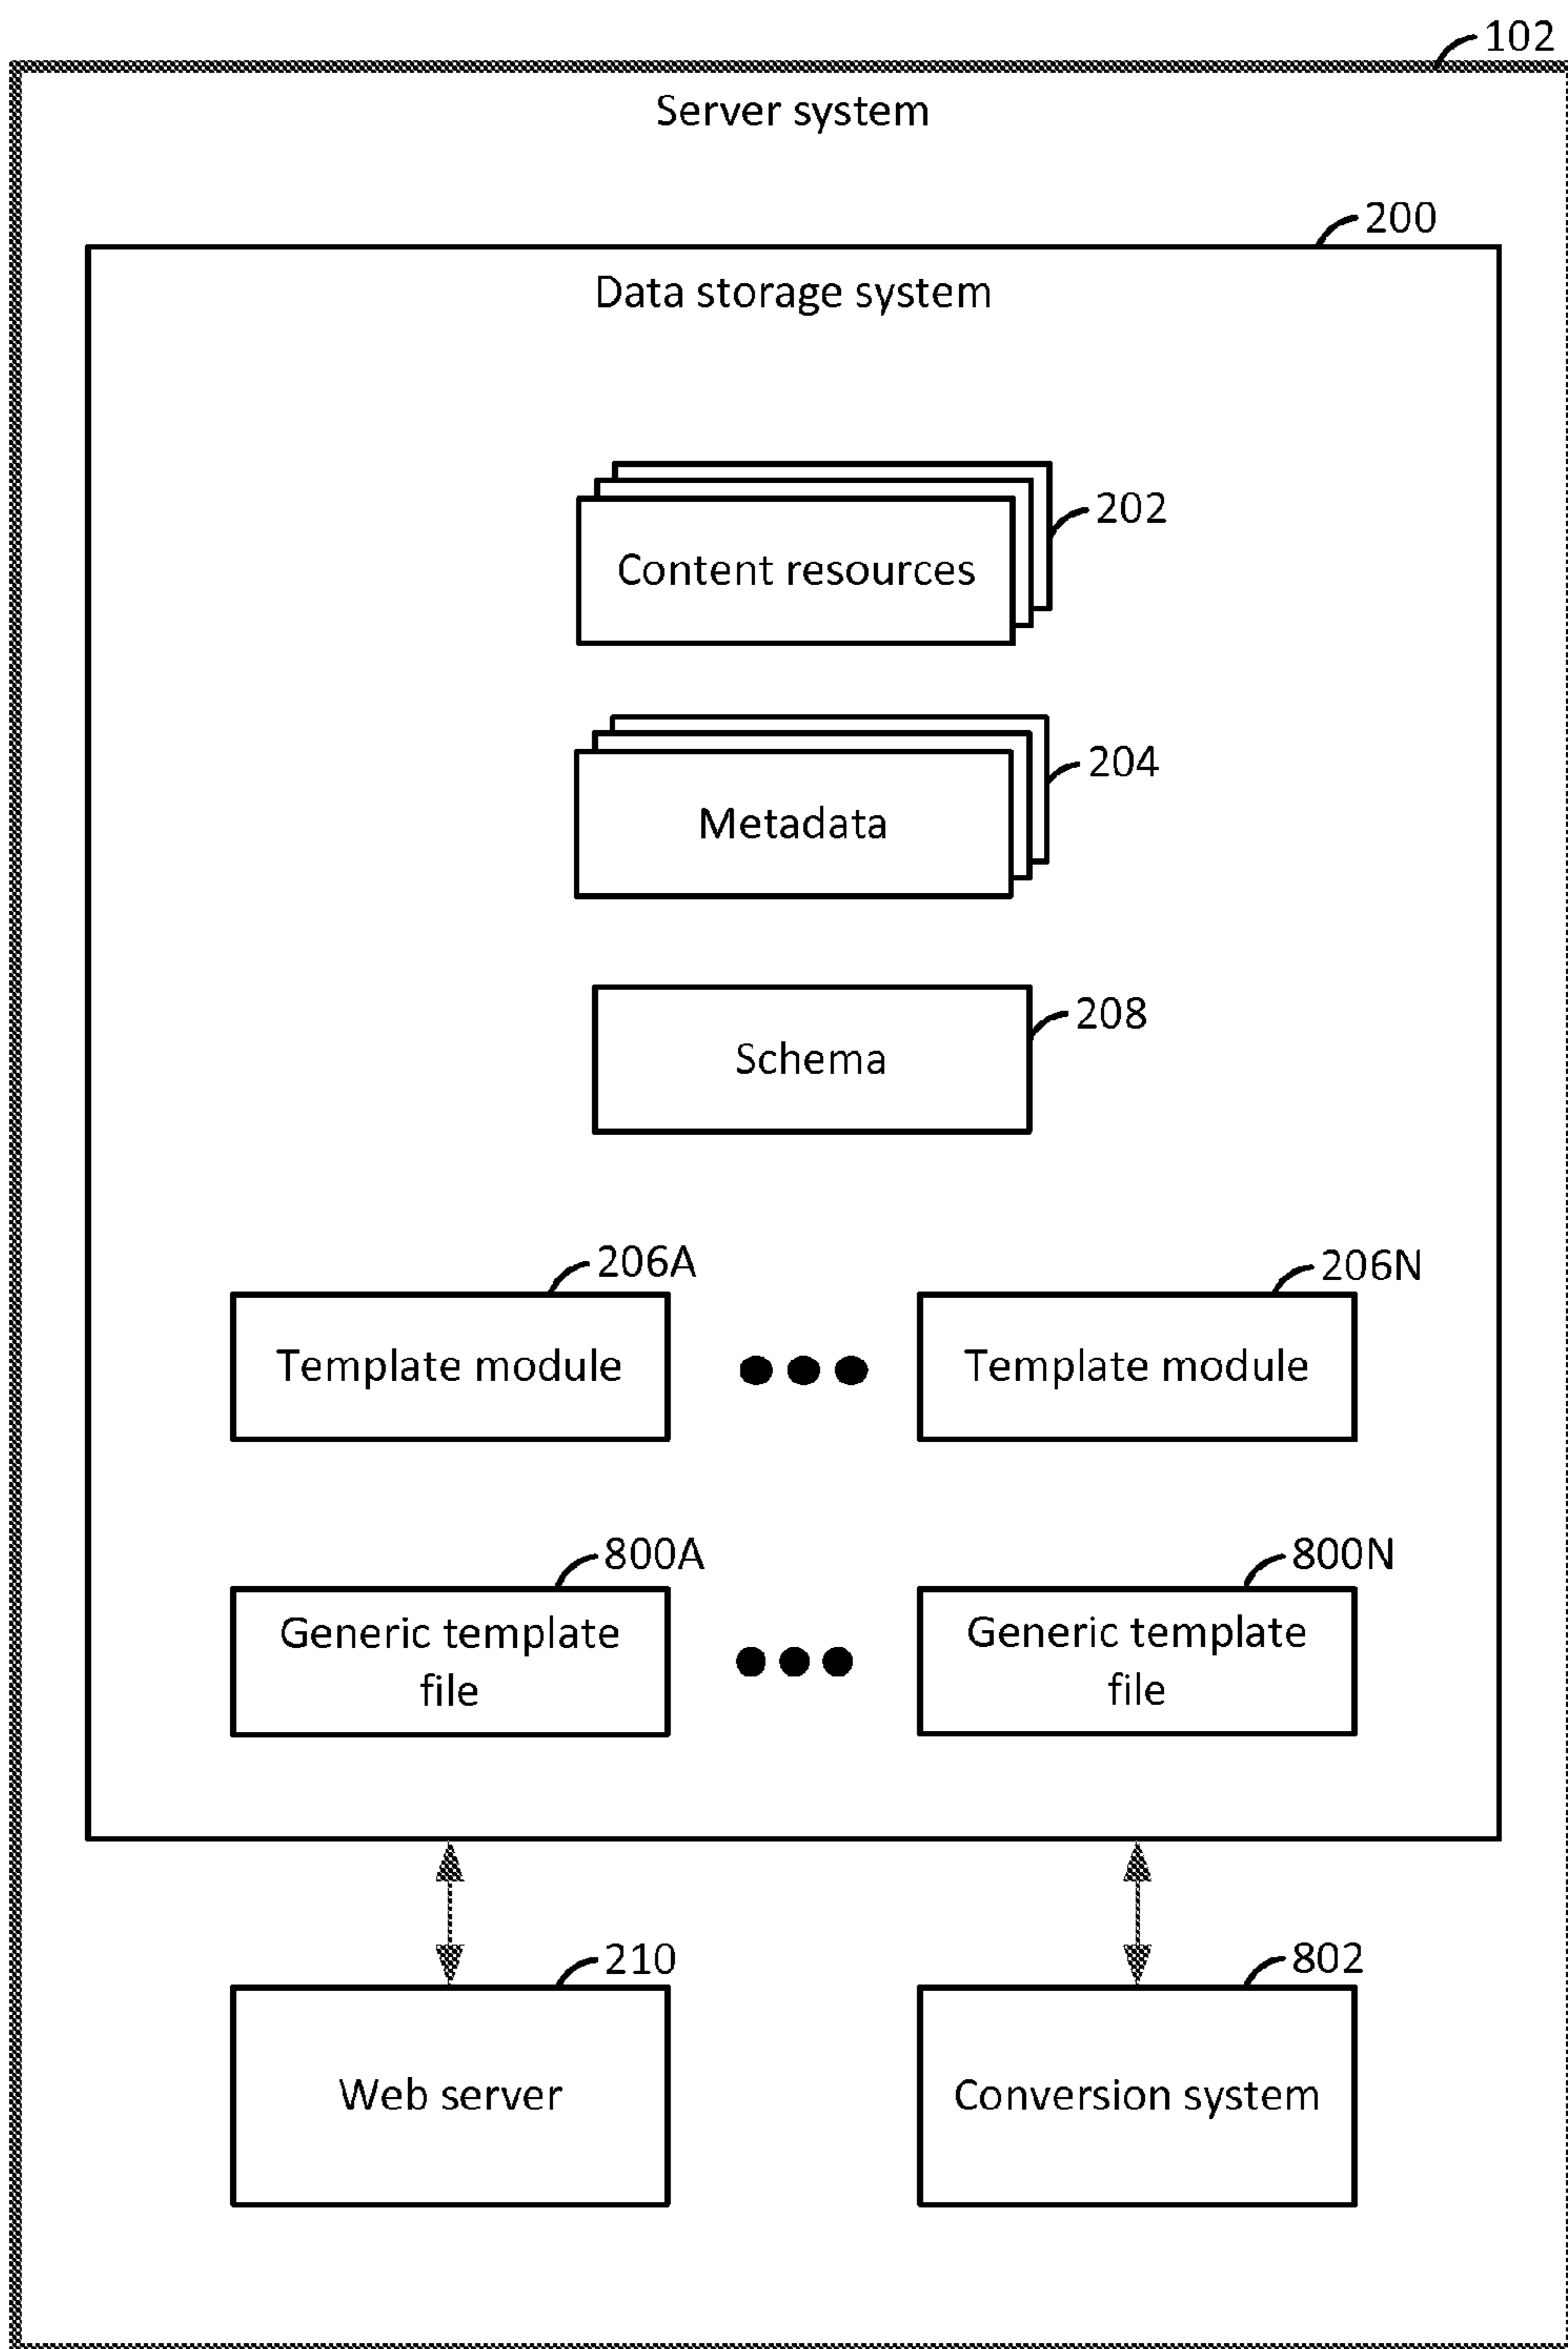 102
Server system
200
Data storage system
202
Content resources
204
Metadata
208
Schema
206A
206N
Template module
Template module
800A
800N
Generic template
file
Generic template
file
210
802
Web server
Conversion system